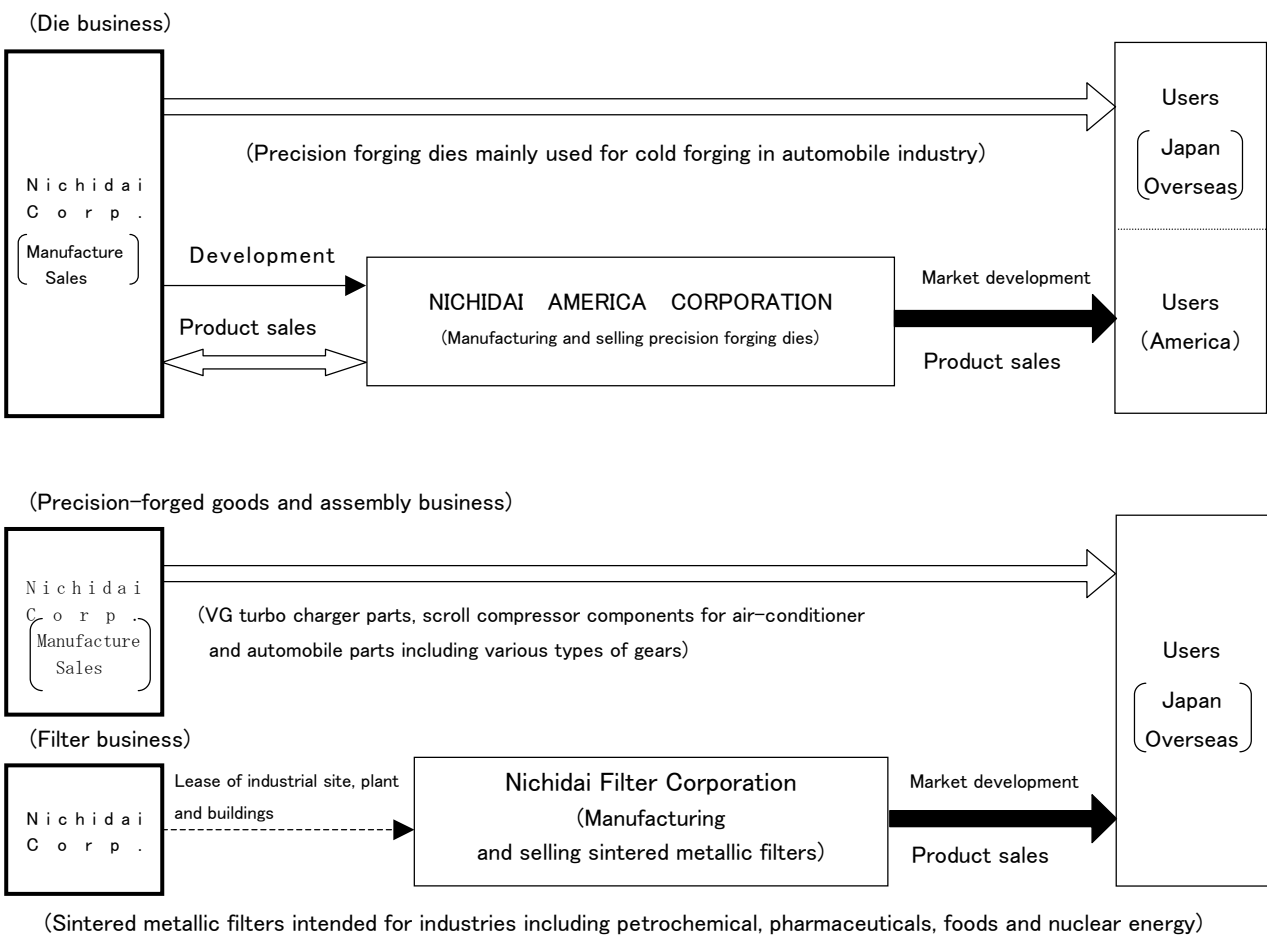 (Die business)
Nichidai
Corp.
Manufacture
Sales
(Precision forging dies mainly used for cold forging in automobile industry)
Users
Japan
Overseas
Development
Product sales
NICHIDAI AMERICA CORPORATION
(Manufacturing and selling precision forging dies)
Market development
Product sales
Users
(America)
(Precision-forged goods and assembly business)
Nichidai
Corp.
Manufacture
Sales
(VG turbo charger parts, scroll compressor components for air-conditioner
and automobile parts including various types of gears)
Users
Japan
Overseas
(Filter business)
Nichidai
Corp.
Lease of industrial site, plant
and buildings
Nichidai Filter Corporation
(Manufacturing
and selling sintered metallic filters)
Market development
Product sales
(Sintered metallic filters intended for industries including petrochemical, pharmaceuticals, foods and nuclear energy)